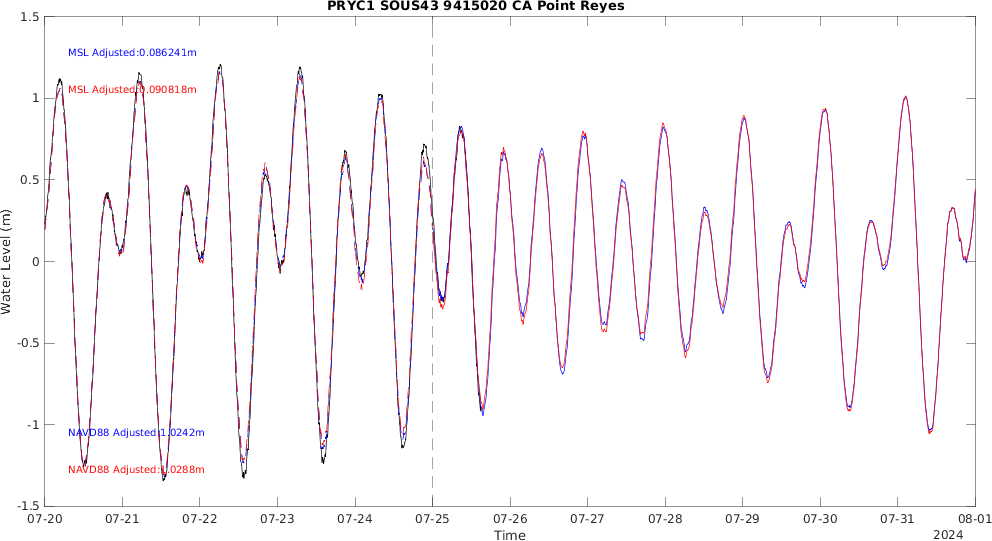 PRYC1 SOUS43 9415020 CA Point Reyes
1.5
MSL Adjusted:0.086241m
1
MSL Adjusted:0.090818m
0.5
0
Water Level (m)
-0.5
-1
NAVD88 Adjusted:1.0242m
NAVD88 Adjusted:1.0288m
-1.5
07-20 07-21 07-22 07-23 07-24 07-25 07-26 07-27 07-28 07-29 07-30 07-31 08-01
Time
2024